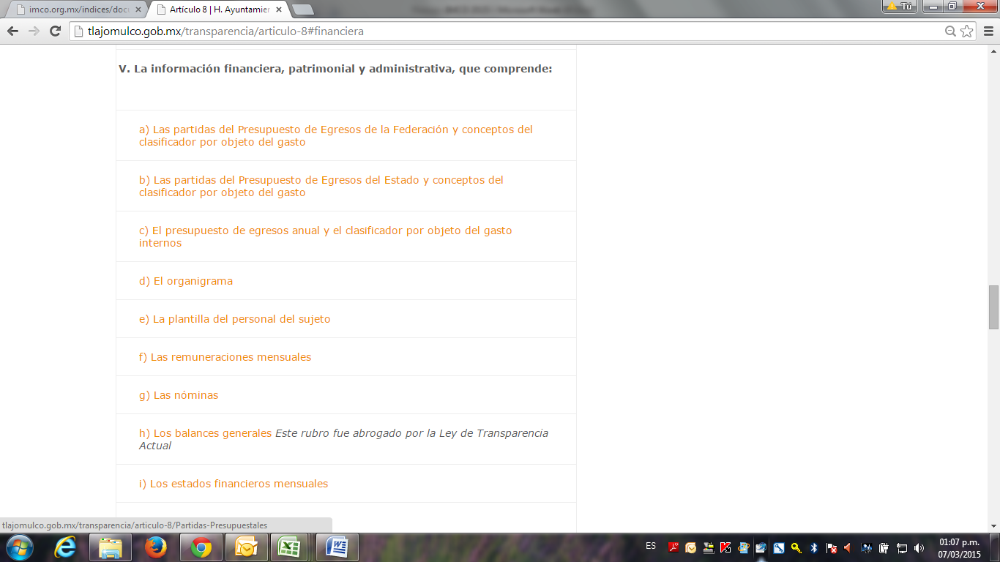 imco.org.mx/indices/docu
Artículo 8 | H. Ayuntamier
Tú
tlajomulco.gob.mx/transparencia/articulo-8#financiera
V. La información financiera, patrimonial y administrativa, que comprende:
a) Las partidas del Presupuesto de Egresos de la Federación y conceptos del
clasificador por objeto del gasto
b) Las partidas del Presupuesto de Egresos del Estado y conceptos del
clasificador por objeto del gasto
c) El presupuesto de egresos anual y el clasificador por objeto del gasto
internos
d) El organigrama
e) La plantilla del personal del sujeto
f) Las remuneraciones mensuales
g) Las nóminas
h) Los balances generales Este rubro fue abrogado por la Ley de Transparencia
Actual
i) Los estados financieros mensuales
tlajomulco.gob.mx/transparencia/articulo-8/Partidas-Presupuestales
ES
01:07 p.m.
07/03/2015